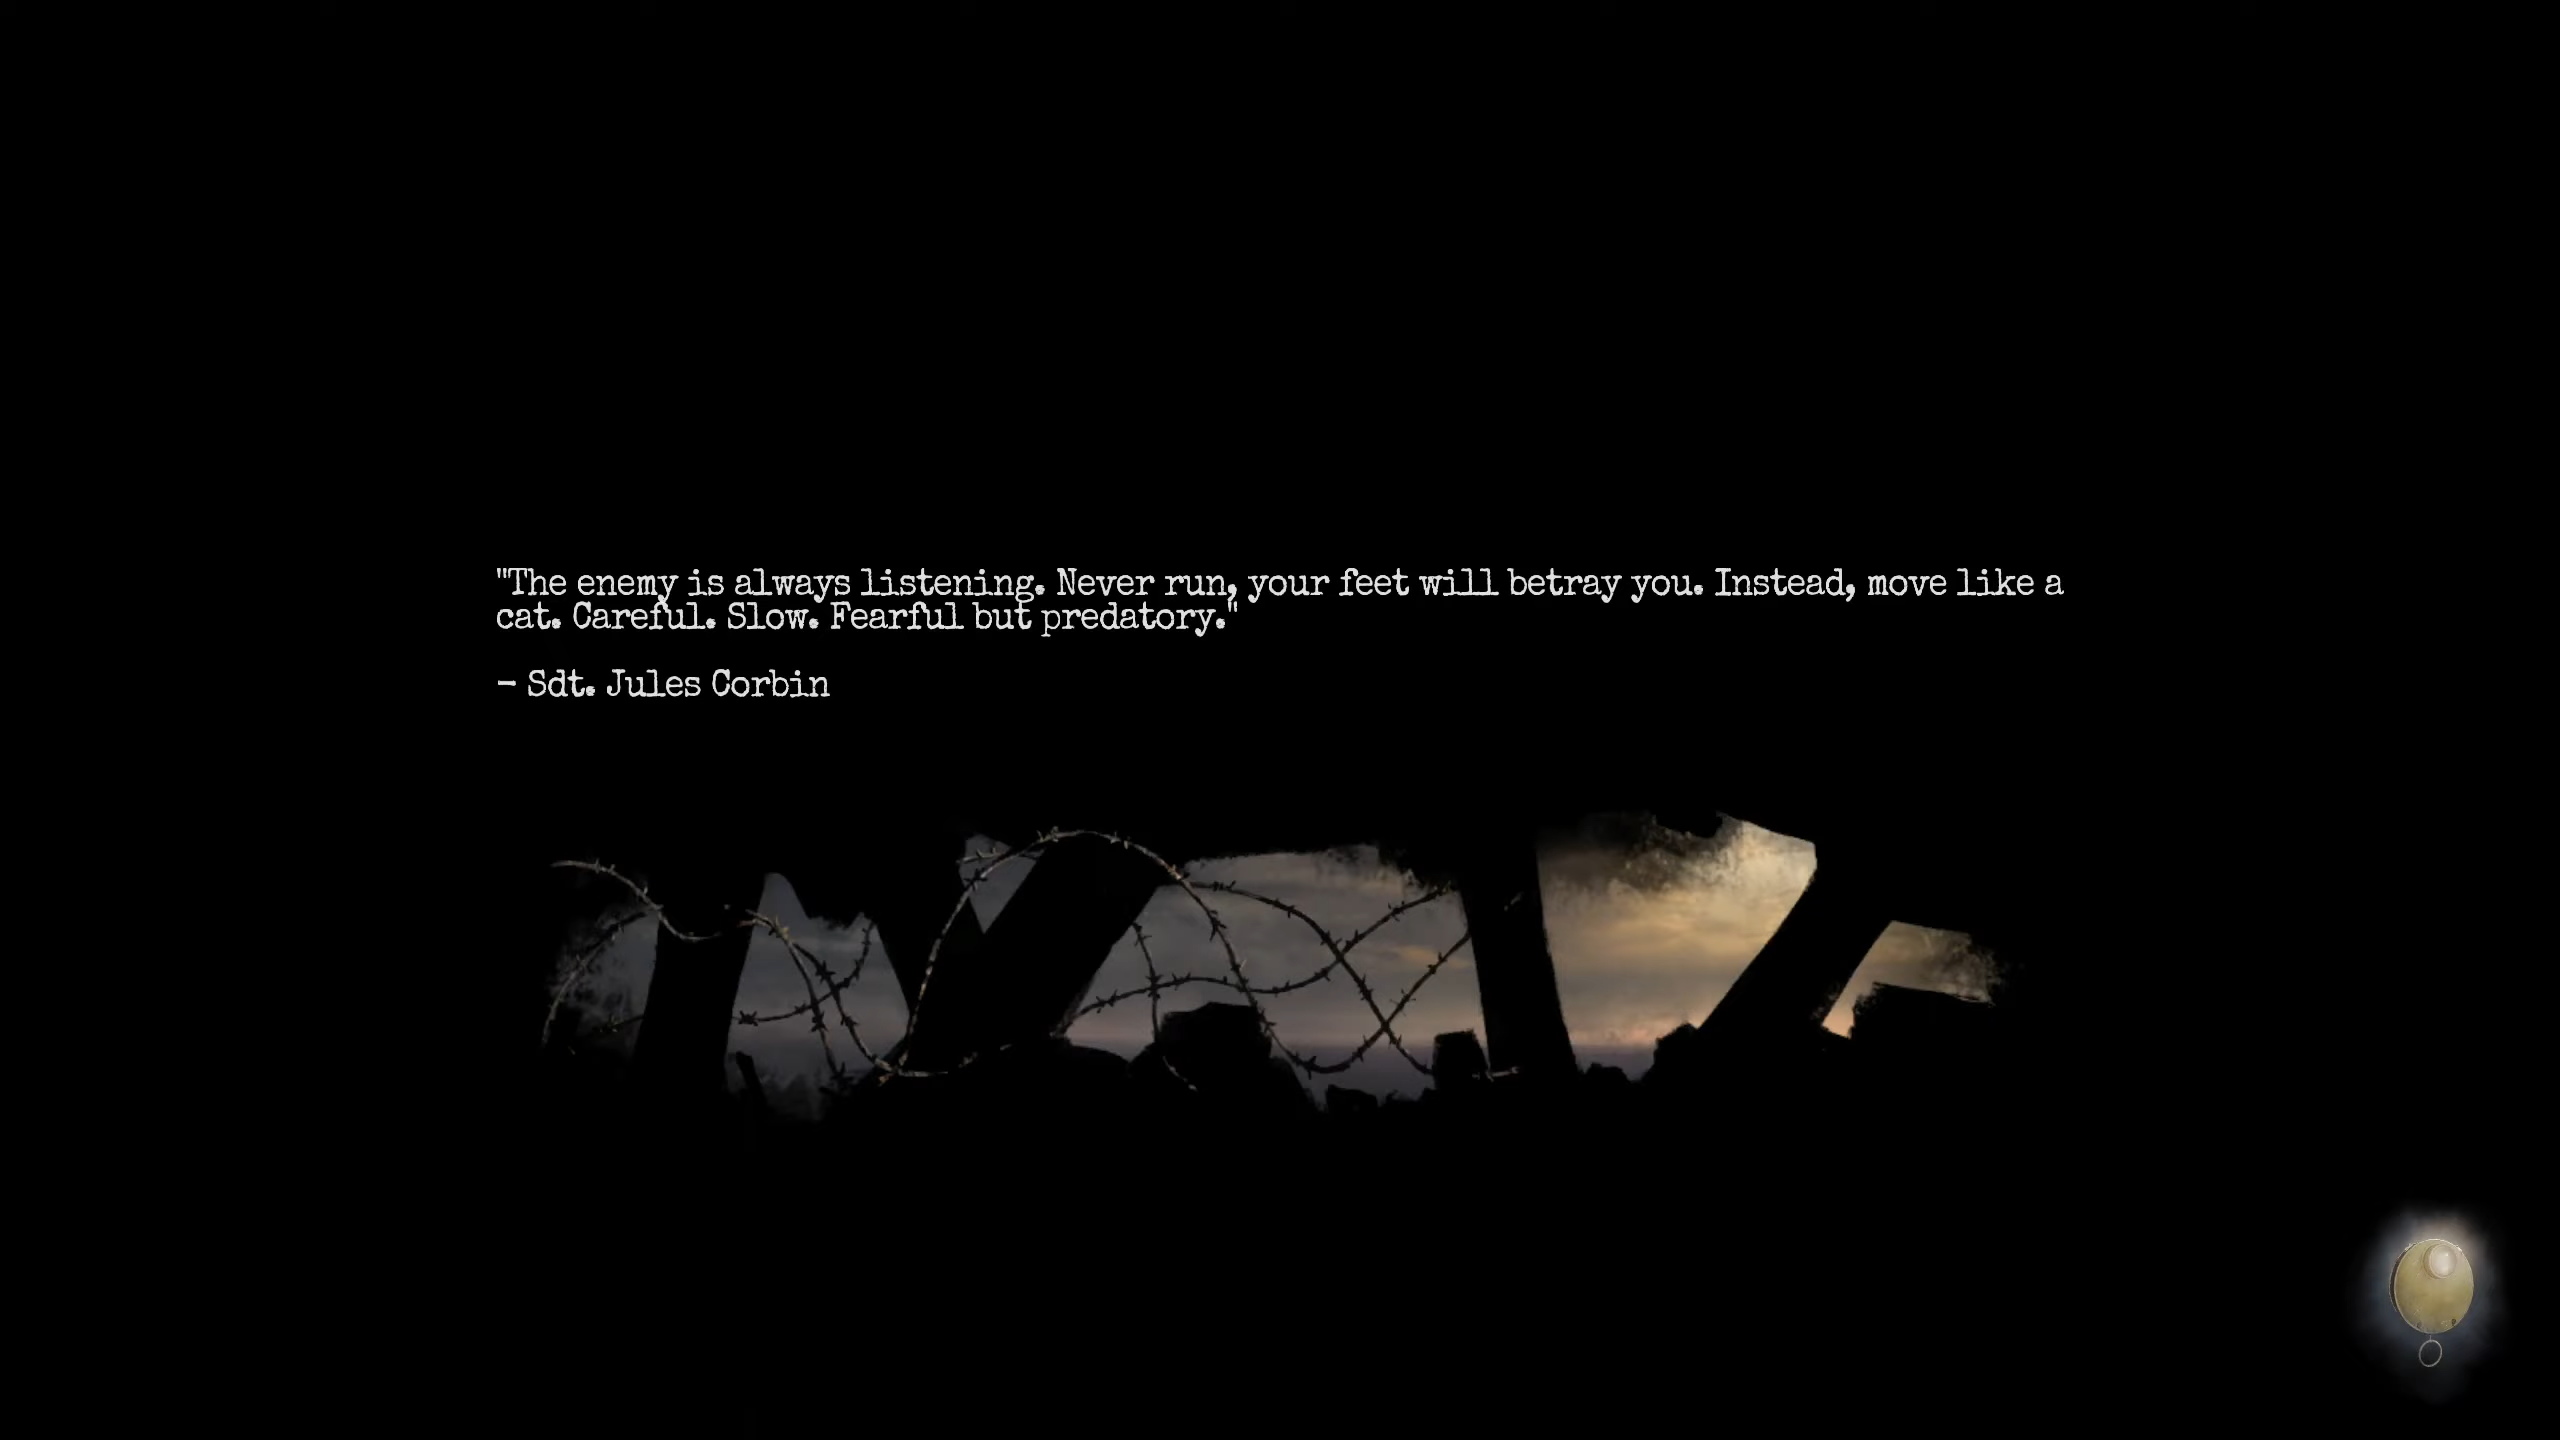 "The enemy is always listening. Never run, your feet will betray you. Instead, move like a
cat. Careful. Slow. Fearful but predatory."
- Sdt. Jules Corbin